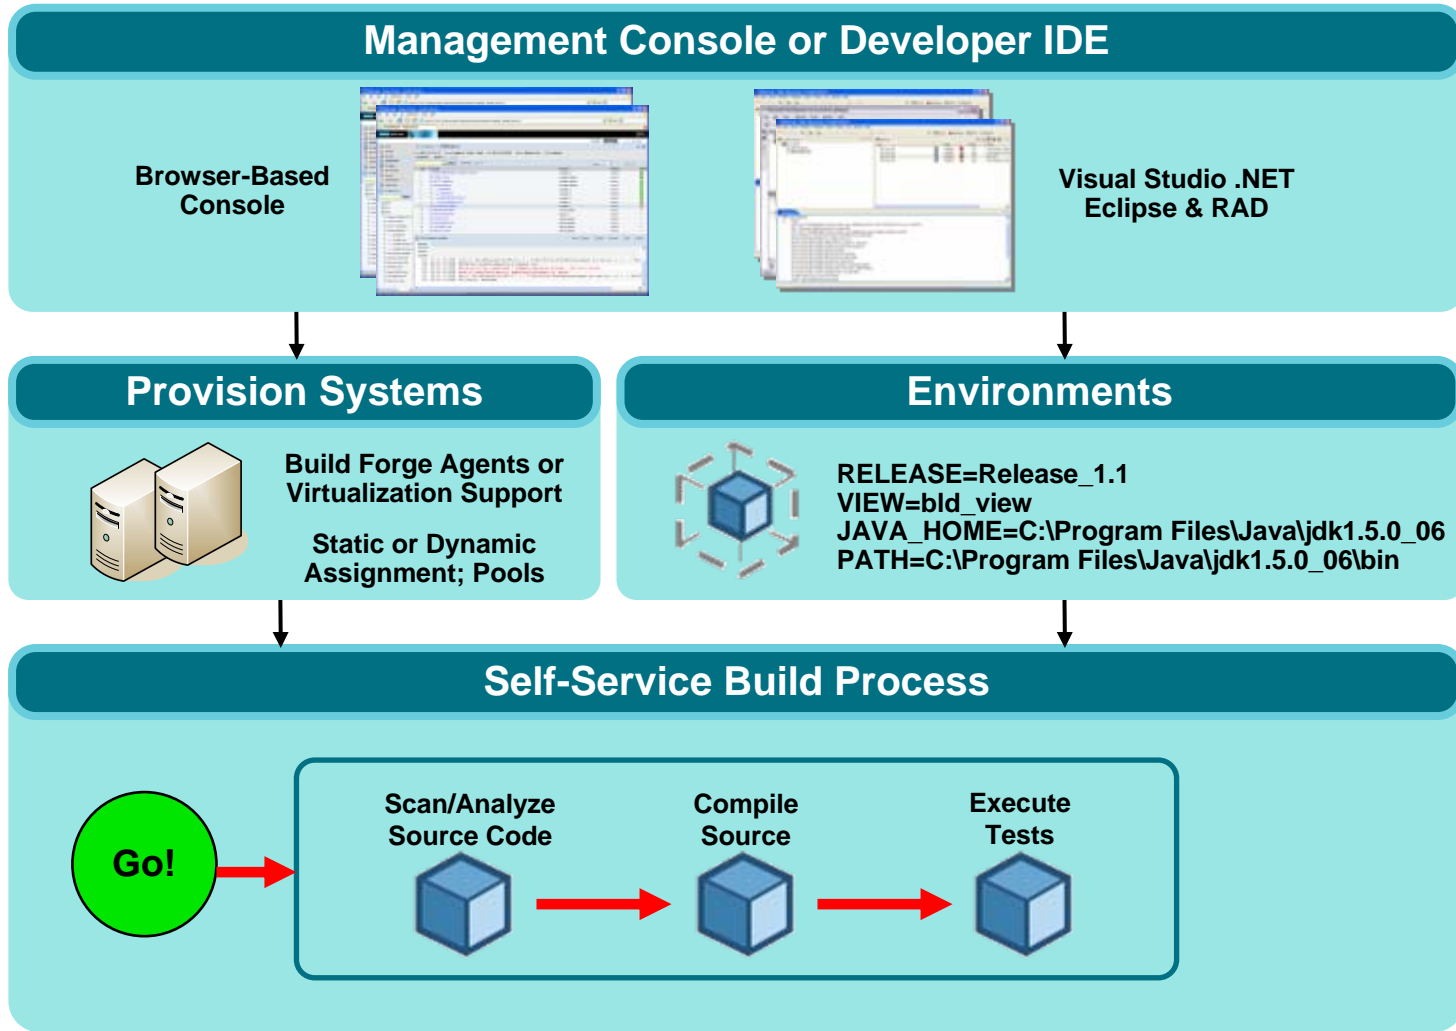 Management Console or Developer IDE
Browser-Based
Console
Visual Studio .NET
Eclipse & RAD
Provision Systems
Build Forge Agents or
Virtualization Support
Static or Dynamic
Assignment; Pools
Environments
RELEASE=Release_1.1
VIEW=bld_view
JAVA_HOME=C:\Program Files\Java\jdk1.5.0_06
PATH=C:\Program Files\Java\jdk1.5.0_06\bin
Self-Service Build Process
Go!
Scan/Analyze
Source Code
Compile
Source
Execute
Tests